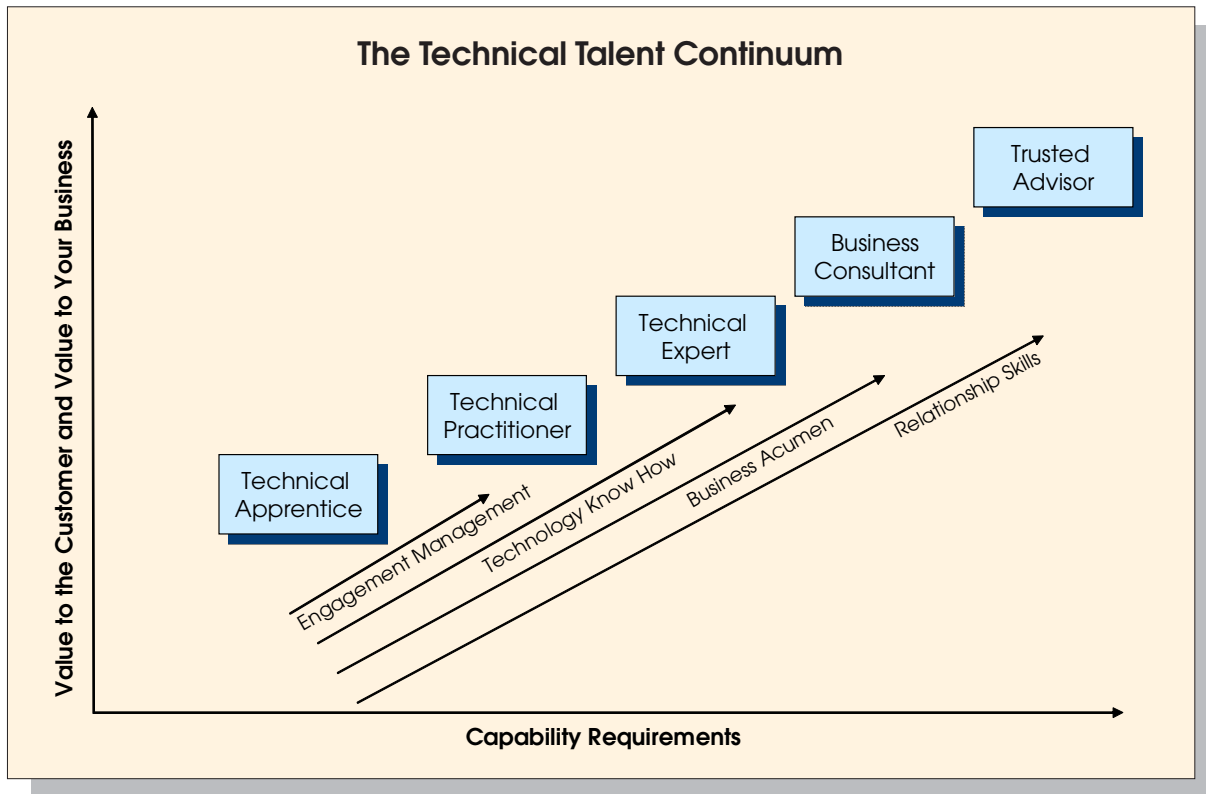 The Technical Talent Continuum
Value to the Customer and Value to Your Business
Trusted
Advisor
Business
Consultant
Technical
Expert
Technical
Practitioner
Technical
Apprentice
Engagement Management
Technology Know How
Business Acumen
Relationship Skills
Capability Requirements